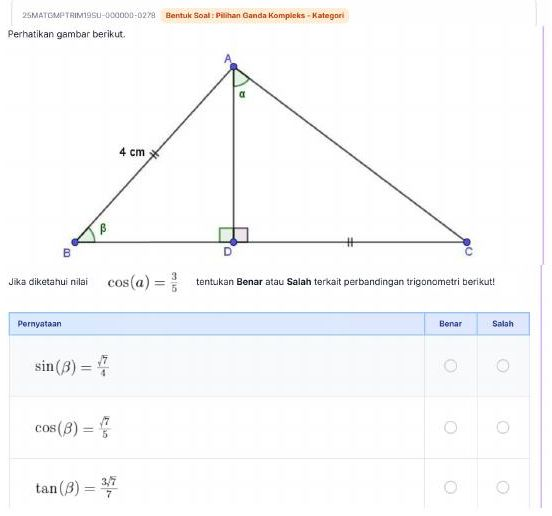 25MATGMPTRIM19SU-000000-0278 Bentuk Soal : Pilihan Ganda Kompleks - Kategori
Perhatikan gambar berikut.
A
α
4 cm
β
B
D
C
Jika diketahui nilai cos(a) = 3/5 tentukan Benar atau Salah terkait perbandingan trigonometri berikut!
Pernyataan Benar Salah
sin(β) = √7/4
cos(β) = √7/5
tan(β) = 3√7/7